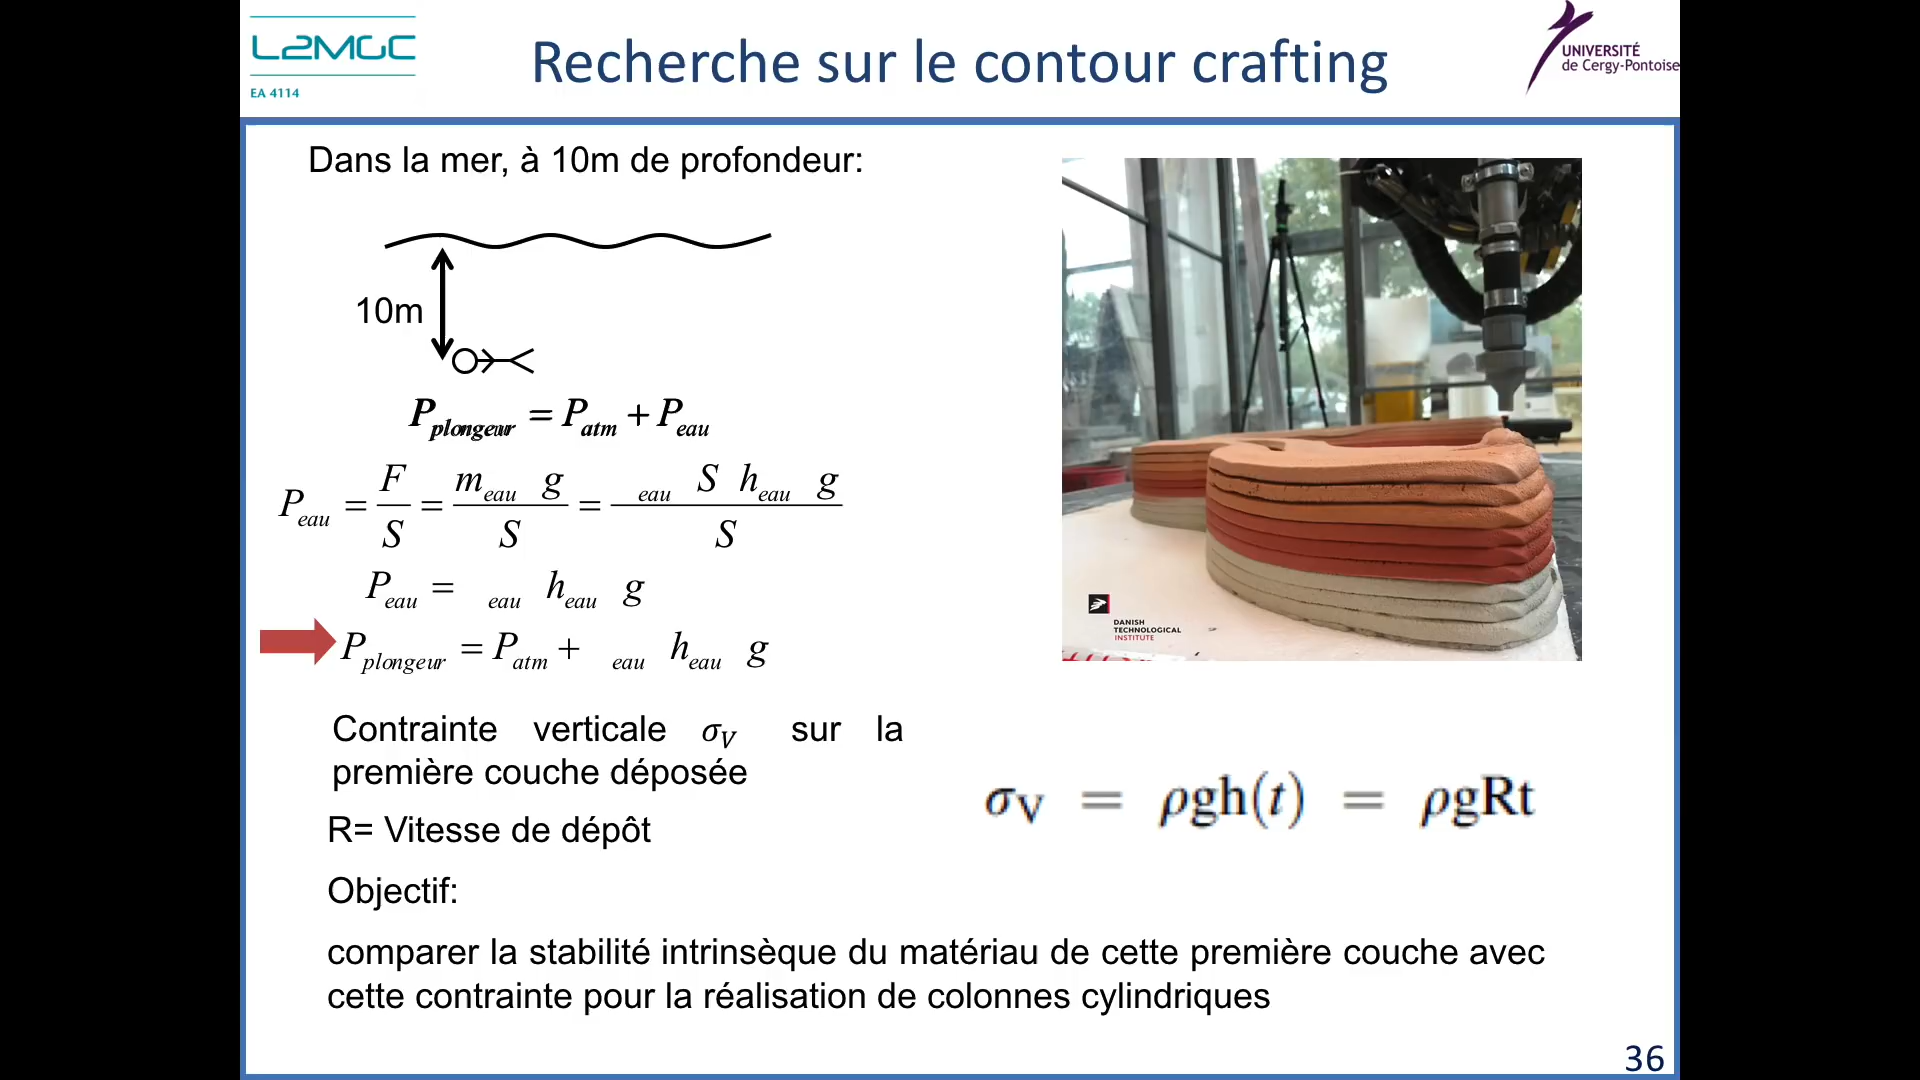 L2MGC
EA 4114
Recherche sur le contour crafting
UNIVERSITÉ
de Cergy-Pontoise
Dans la mer, à 10m de profondeur:
10m
P_plongeur = P_atm + P_eau
P_eau = F/S = m_eau g / S = _eau S h_eau g / S
P_eau = _eau h_eau g
P_plongeur = P_atm + _eau h_eau g
DANISH
TECHNOLOGICAL
INSTITUTE
Contrainte verticale σ_V sur la
première couche déposée
σ_V = ρgh(t) = ρgRt
R= Vitesse de dépôt
Objectif:
comparer la stabilité intrinsèque du matériau de cette première couche avec
cette contrainte pour la réalisation de colonnes cylindriques
36